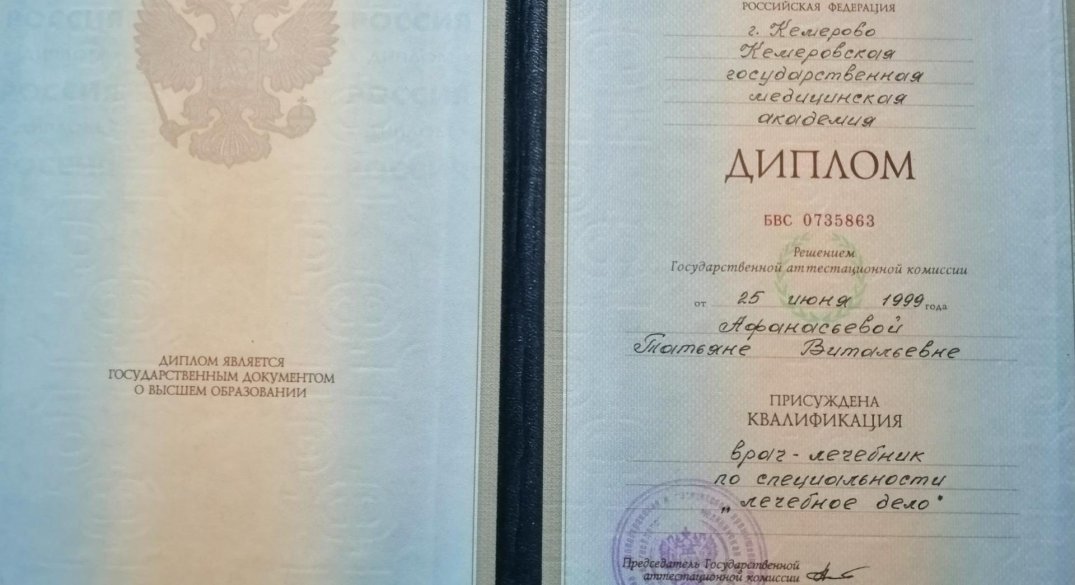 ДИПЛОМ ЯВЛЯЕТСЯ
ГОСУДАРСТВЕННЫМ ДОКУМЕНТОМ
О ВЫСШЕМ ОБРАЗОВАНИИ
РОССИЙСКАЯ ФЕДЕРАЦИЯ
г. Кемерово
Кемеровская
государственная
медицинская
академия
ДИПЛОМ
БВС 0735863
Решением
Государственной аттестационной комиссии
от 25 июня 1999 года
Афанасьевой
Татьяне Витальевне
ПРИСУЖДЕНА
КВАЛИФИКАЦИЯ
врач-лечебник
по специальности
„лечебное дело"
Председатель Государственной
аттестационной комиссии